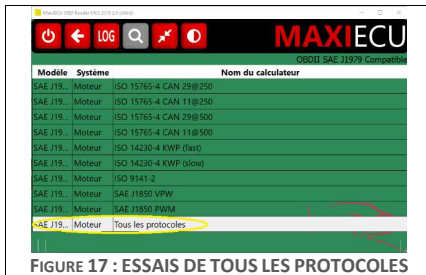 MaxiECU OBD Reader MES 2018 2.0 (Wifi)
LOG
MAXIECU
OBDII SAE J1979 Compatible
Modèle Système Nom du calculateur
SAE J19... Moteur ISO 15765-4 CAN 29@250
SAE J19... Moteur ISO 15765-4 CAN 11@250
SAE J19... Moteur ISO 15765-4 CAN 29@500
SAE J19... Moteur ISO 15765-4 CAN 11@500
SAE J19... Moteur ISO 14230-4 KWP (fast)
SAE J19... Moteur ISO 14230-4 KWP (slow)
SAE J19... Moteur ISO 9141-2
SAE J19... Moteur SAE J1850 VPW
SAE J19... Moteur SAE J1850 PWM
SAE J19... Moteur Tous les protocoles
FIGURE 17 : ESSAIS DE TOUS LES PROTOCOLES